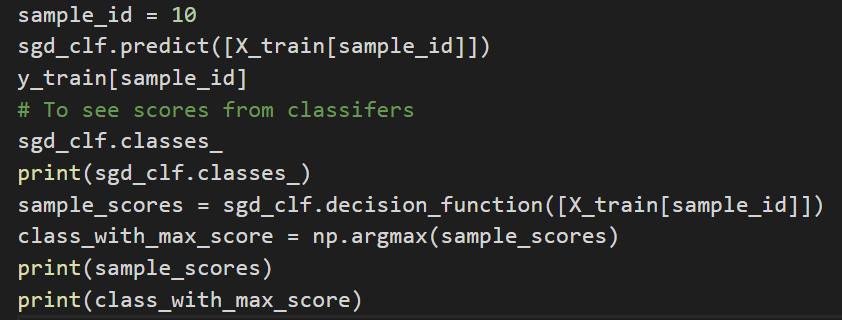 sample_id = 10
sgd_clf.predict([X_train[sample_id]])
y_train[sample_id]
# To see scores from classifers
sgd_clf.classes_
print(sgd_clf.classes_)
sample_scores = sgd_clf.decision_function([X_train[sample_id]])
class_with_max_score = np.argmax(sample_scores)
print(sample_scores)
print(class_with_max_score)